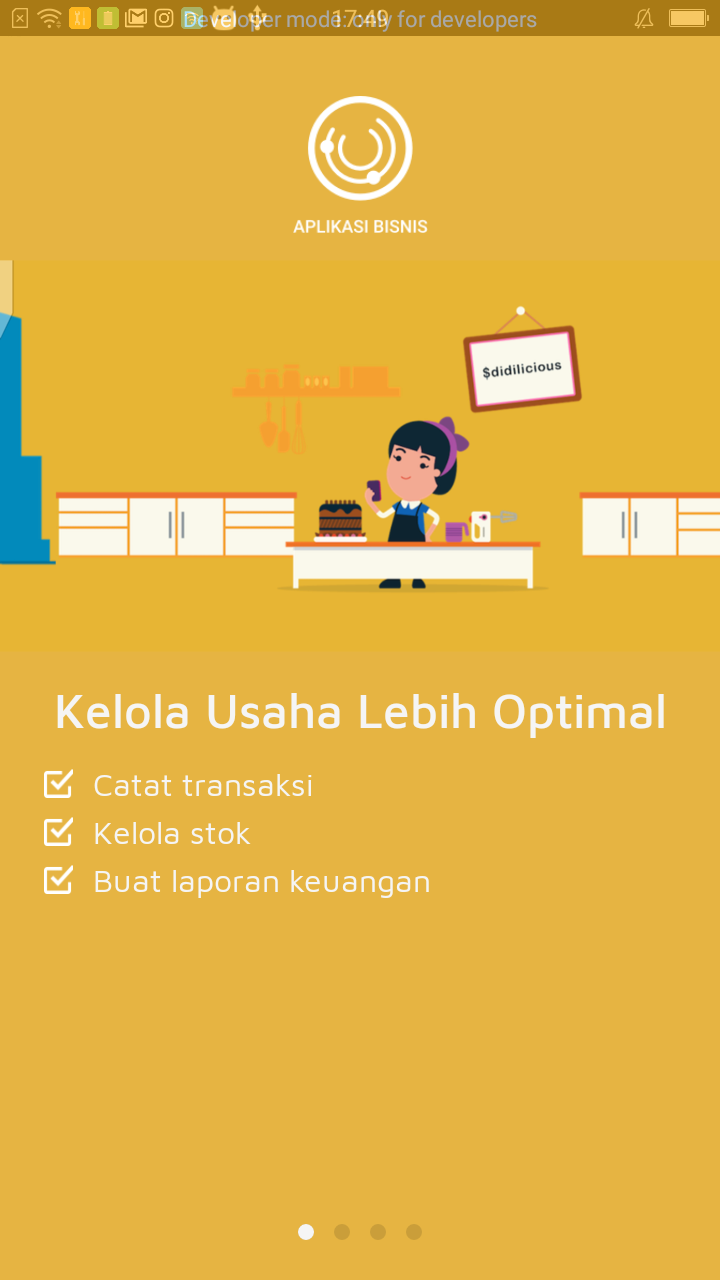 Developer mode: only for developers
17:49
APLIKASI BISNIS
$didilicious
Kelola Usaha Lebih Optimal
Catat transaksi
Kelola stok
Buat laporan keuangan